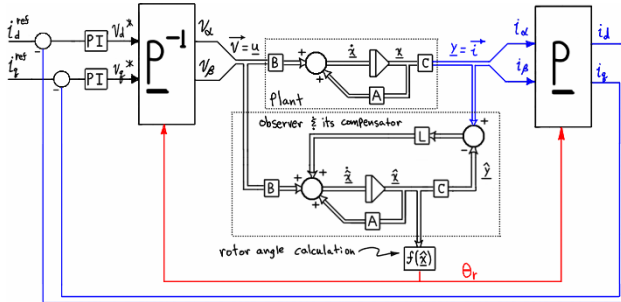 i_d^ref
PI
v_d*
i_q^ref
PI
v_q*
P^-1
v_α
v_β
v = u
B
ẋ
x
C
A
plant
y = i
i_α
i_β
P
i_d
i_q
observer & its compensator
L
B
x̂̇
x̂
C
ŷ
A
rotor angle calculation
f(x̂)
θ_r